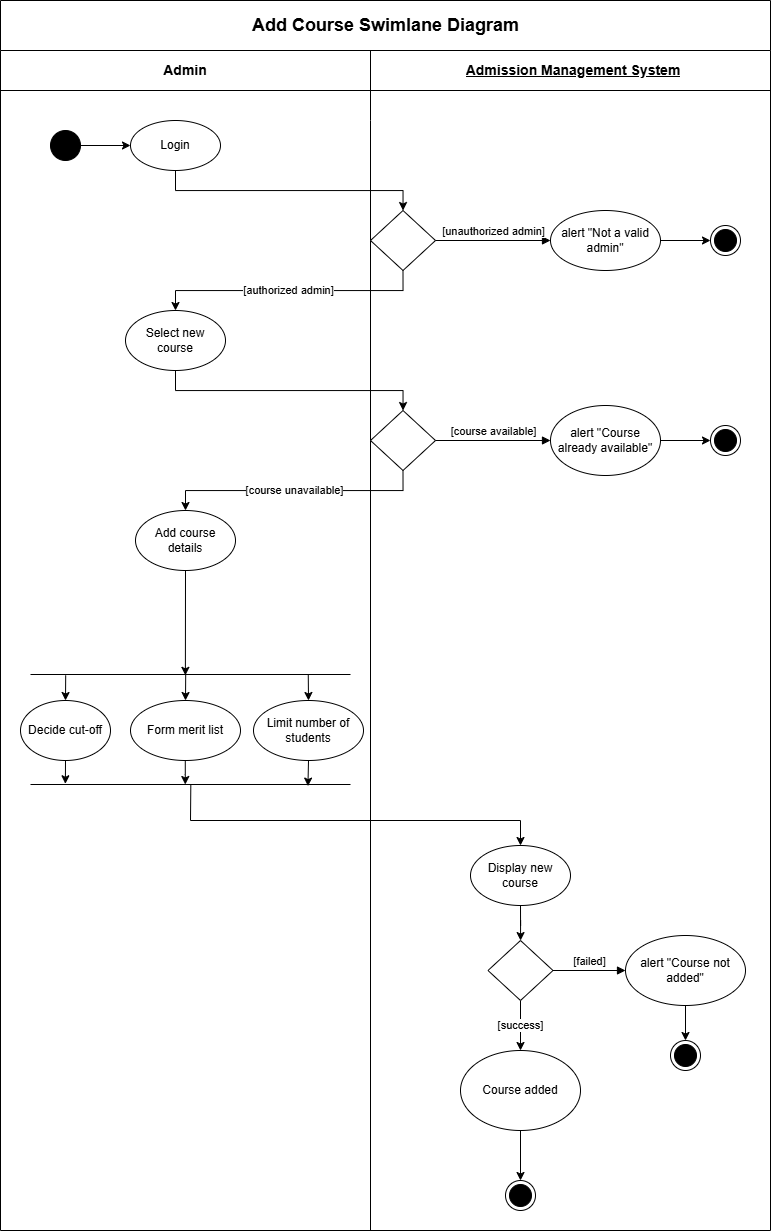 Add Course Swimlane Diagram
Admin
Admission Management System
Login
[unauthorized admin]
alert "Not a valid
admin"
[authorized admin]
Select new
course
[course available]
alert "Course
already available"
[course unavailable]
Add course
details
Decide cut-off
Form merit list
Limit number of
students
Display new
course
[failed]
alert "Course not
added"
[success]
Course added